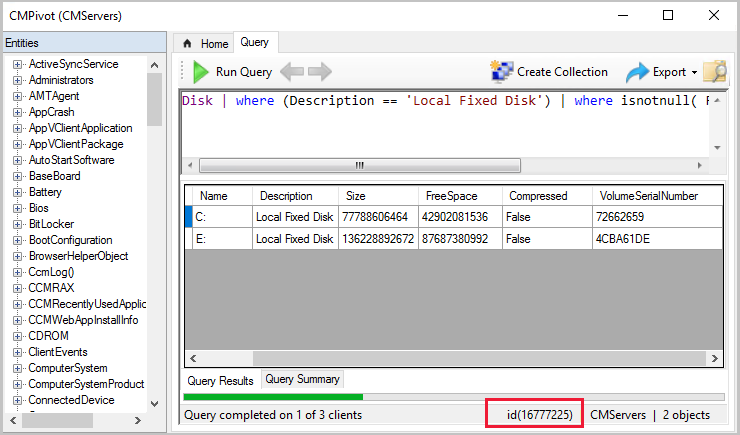 CMPivot (CMServers)
Entities
ActiveSyncService
Administrators
AMTAgent
AppCrash
AppVClientApplication
AppVClientPackage
AutoStartSoftware
BaseBoard
Battery
Bios
BitLocker
BootConfiguration
BrowserHelperObject
CcmLog()
CCMRAX
CCMRecentlyUsedApplic
CCMWebAppInstallInfo
CDROM
ClientEvents
ComputerSystem
ComputerSystemProduct
ConnectedDevice
Home Query
Run Query Create Collection Export
Disk | where (Description == 'Local Fixed Disk') | where isnotnull( F
Name Description Size FreeSpace Compressed VolumeSerialNumber
C: Local Fixed Disk 77788606464 42902081536 False 72662659
E: Local Fixed Disk 136228892672 87687380992 False 4CBA61DE
Query Results Query Summary
Query completed on 1 of 3 clients id(16777225) CMServers | 2 objects